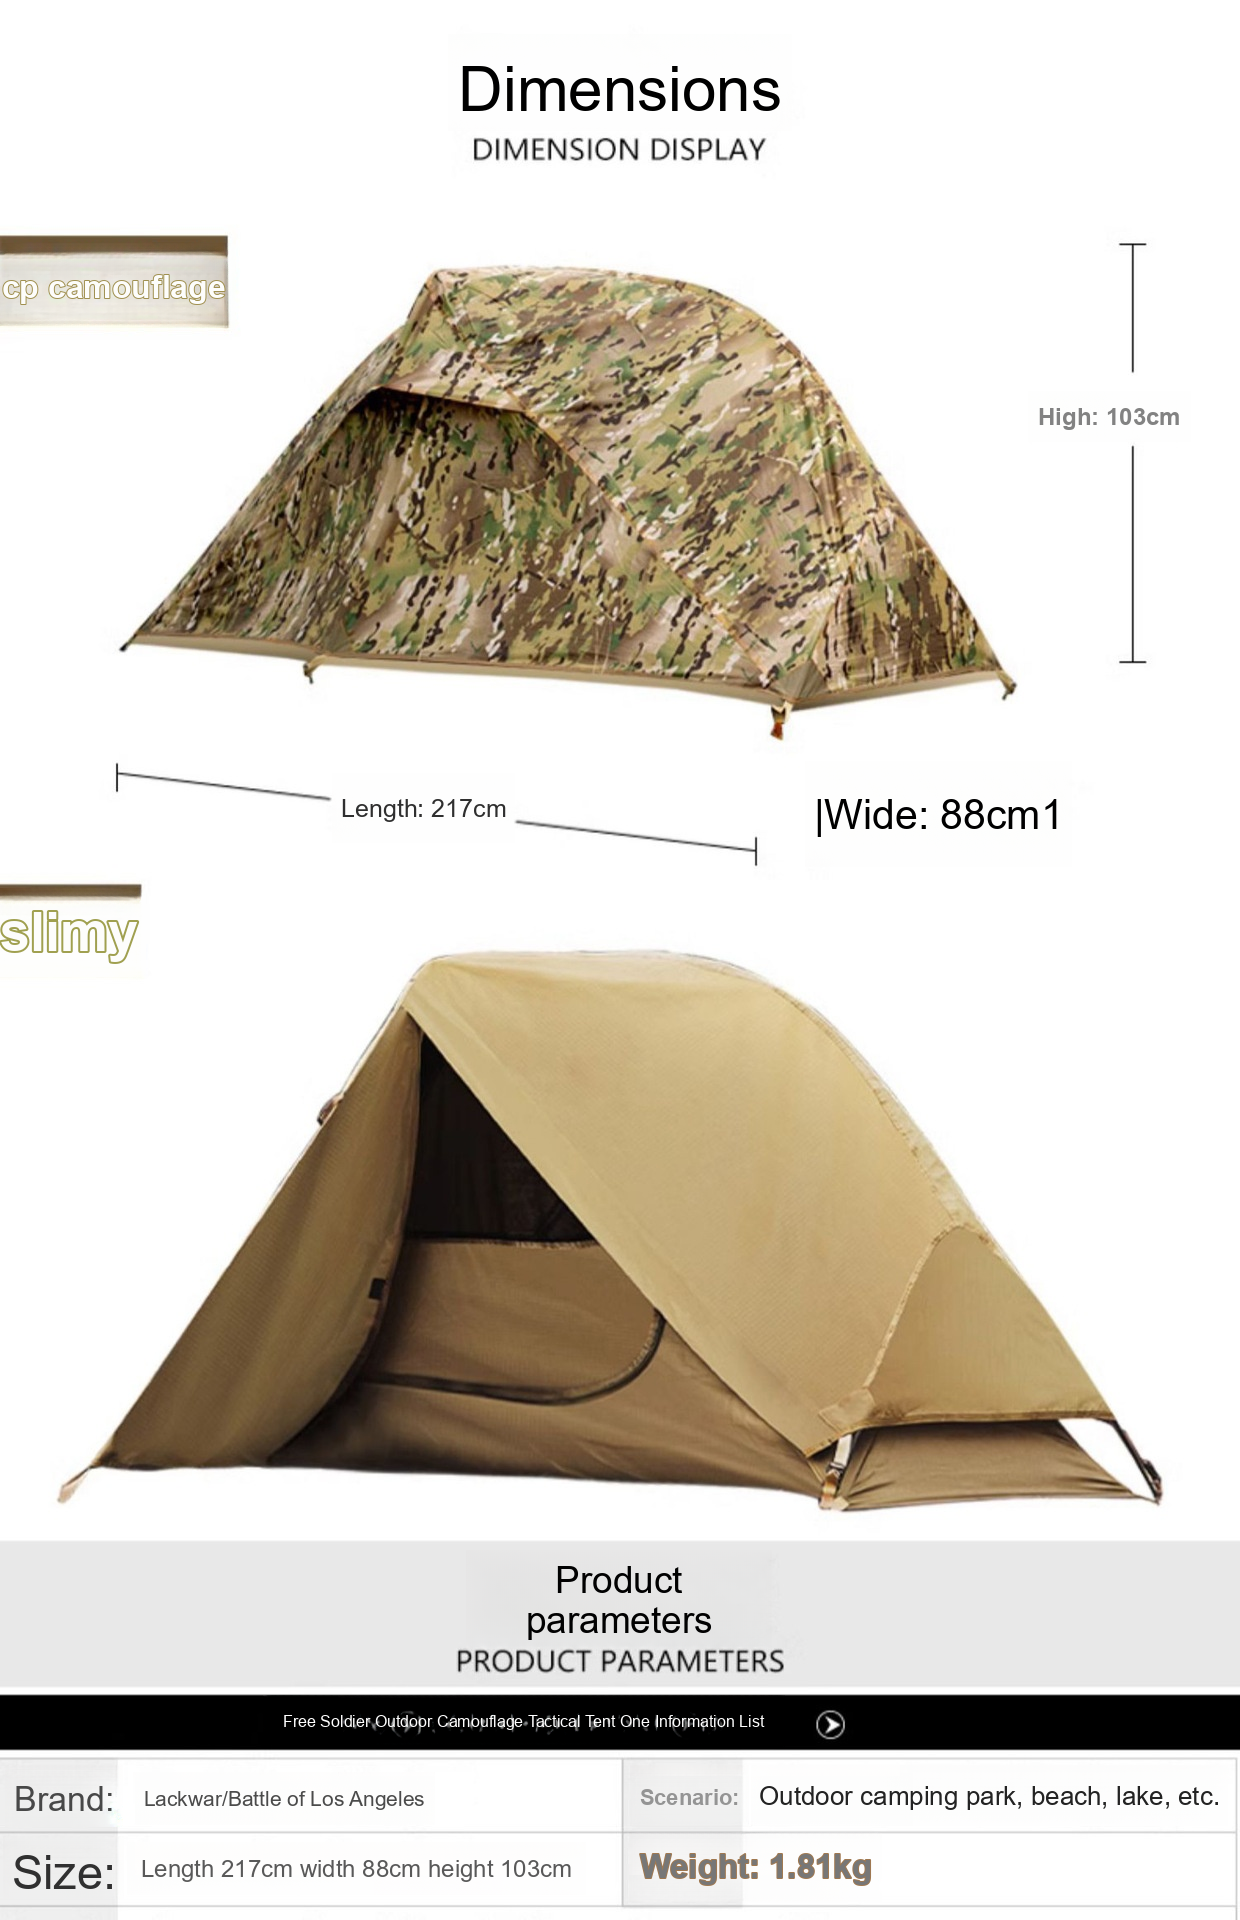 Dimensions
DIMENSION DISPLAY
cp camouflage
High: 103cm
Length: 217cm
|Wide: 88cm1
slimy
Product
parameters
PRODUCT PARAMETERS
Free Soldier Outdoor Camouflage Tactical Tent One Information List
Brand: Lackwar/Battle of Los Angeles
Scenario: Outdoor camping park, beach, lake, etc.
Size: Length 217cm width 88cm height 103cm
Weight: 1.81kg